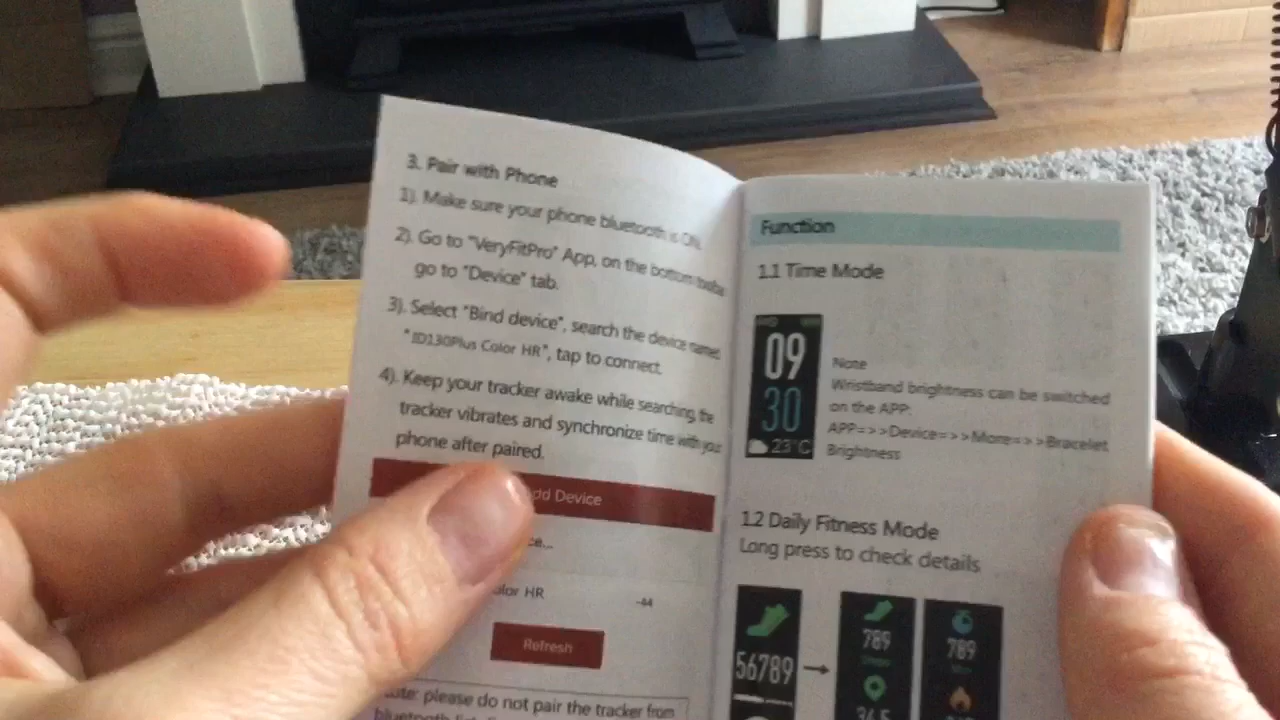 3. Pair with Phone
1). Make sure your phone bluetooth is ON.
2). Go to "VeryFitPro" App, on the bottom toolbar
go to "Device" tab.
3). Select "Bind device", search the device named
"ID130Plus Color HR", tap to connect.
4). Keep your tracker awake while searching, the
tracker vibrates and synchronize time with your
phone after paired.
Device
olor HR -44
Refresh
note: please do not pair the tracker from
Function
1.1 Time Mode
09
30
23°C
None
Wristband brightness can be switched
on the APP:
APP=>>Device=>>More=>>Bracelet
Brightness
1.2 Daily Fitness Mode
Long press to check details
56789
789
789